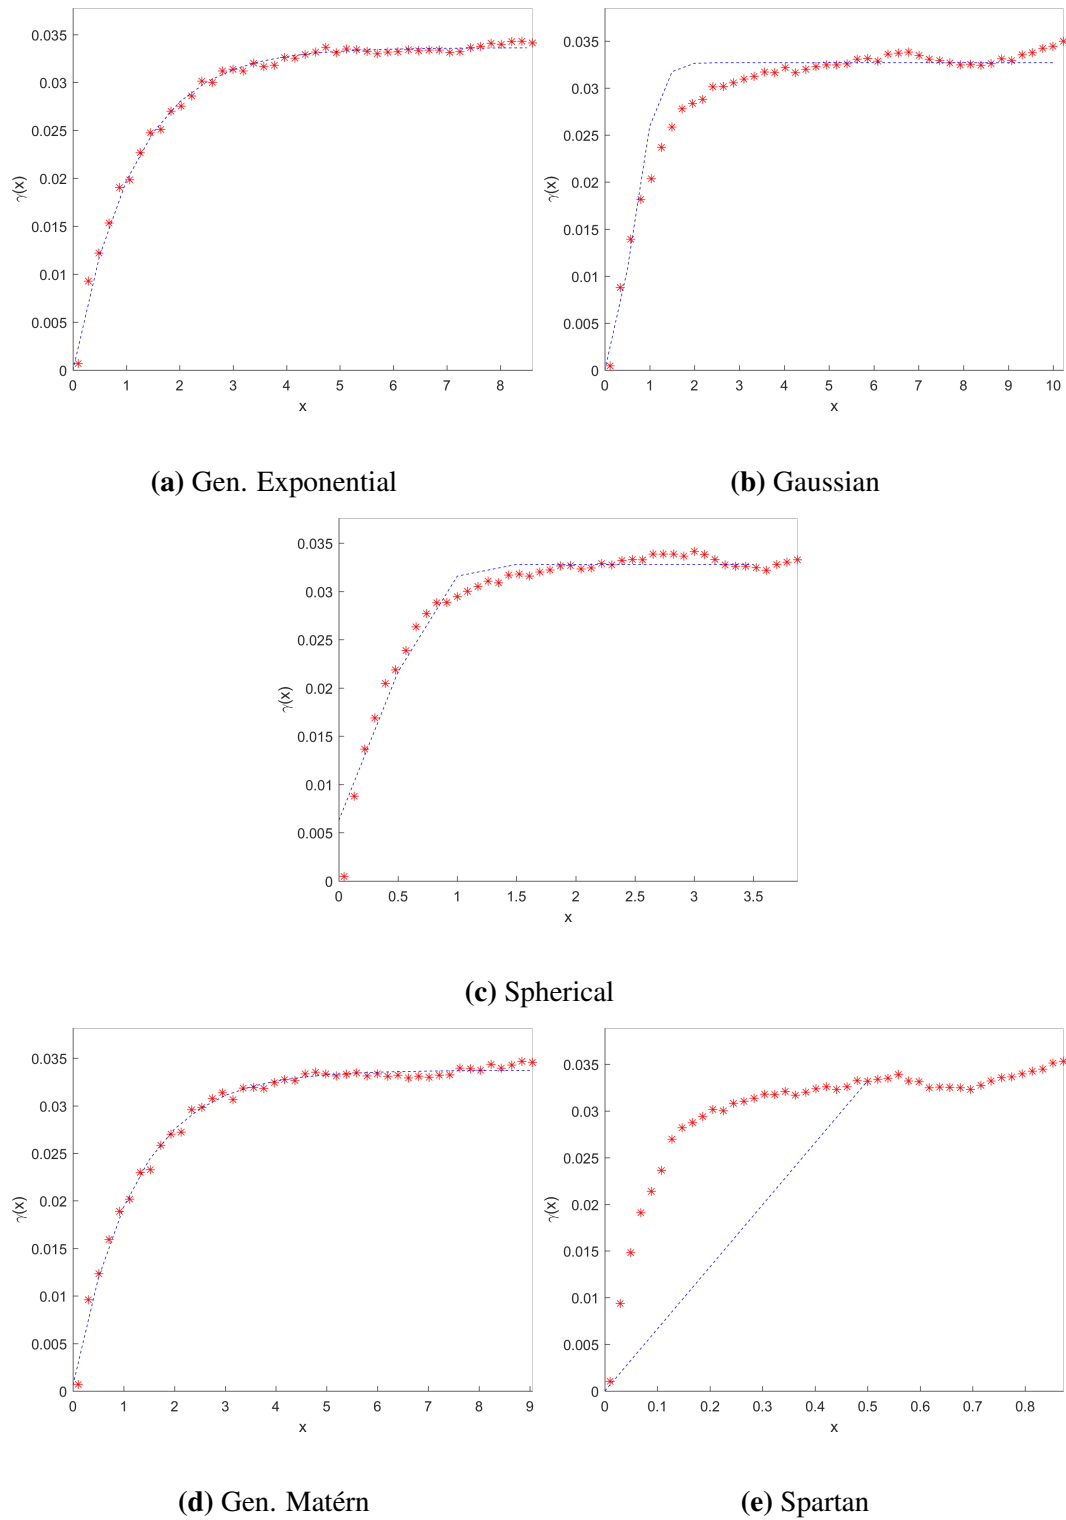 0.035
0.03
0.025
0.02
0.015
0.01
0.005
0
γ(x)
0 1 2 3 4 5 6 7 8
x
(a) Gen. Exponential
0.035
0.03
0.025
0.02
0.015
0.01
0.005
0
γ(x)
0 1 2 3 4 5 6 7 8 9 10
x
(b) Gaussian
0.035
0.03
0.025
0.02
0.015
0.01
0.005
0
γ(x)
0 0.5 1 1.5 2 2.5 3 3.5
x
(c) Spherical
0.035
0.03
0.025
0.02
0.015
0.01
0.005
0
γ(x)
0 1 2 3 4 5 6 7 8 9
x
(d) Gen. Matérn
0.035
0.03
0.025
0.02
0.015
0.01
0.005
0
γ(x)
0 0.1 0.2 0.3 0.4 0.5 0.6 0.7 0.8
x
(e) Spartan